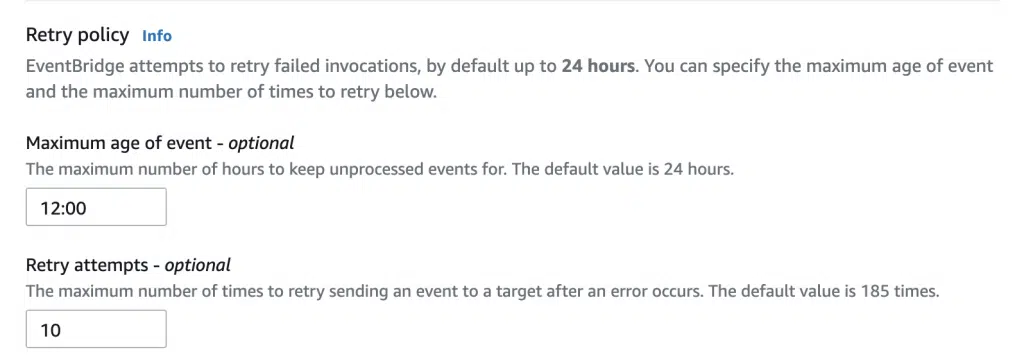 Retry policy Info
EventBridge attempts to retry failed invocations, by default up to 24 hours. You can specify the maximum age of event
and the maximum number of times to retry below.
Maximum age of event - optional
The maximum number of hours to keep unprocessed events for. The default value is 24 hours.
12:00
Retry attempts - optional
The maximum number of times to retry sending an event to a target after an error occurs. The default value is 185 times.
10